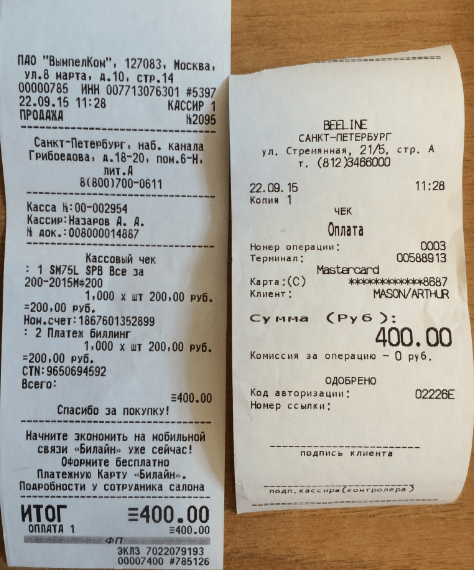 ПАО "ВымпелКом", 127083, Москва,
ул.8 марта, д.10, стр.14
00000785 ИНН 007713076301 #5397
22.09.15 11:28 КАССИР 1
ПРОДАЖА №2095
Санкт-Петербург, наб. канала
Грибоедова, д.18-20, пом.6-Н,
лит.А
8(800)700-0611
Касса №:00-002954
Кассир:Назаров А. А.
№ док.:008000014887
Кассовый чек
: 1 SM75L SPB Все за
200-2015М=200
1,000 x шт 200,00 руб.
=200,00 руб.
Ном.счет:1867601352899
: 2 Платеж биллинг
1,000 x шт 200,00 руб.
=200,00 руб.
CTN:9650694592
Всего:
≡400.00
Спасибо за покупку!
Начните экономить на мобильной
связи «Билайн» уже сейчас!
Оформите бесплатно
Платежную Карту «Билайн».
Подробности у сотрудника салона
ИТОГ ≡400.00
ОПЛАТА 1 ≡400.00
ФП
ЭКЛЗ 7022079193
00007400 #785126
BEELINE
САНКТ-ПЕТЕРБУРГ
ул. Стремянная, 21/5, стр. А
т. (812)3466000
22.09.15 11:28
Копия 1
ЧЕК
Оплата
Номер операции: 0003
Терминал: 00588913
Mastercard
Карта:(C) ************8687
Клиент: MASON/ARTHUR
Сумма (Руб):
400.00
Комиссия за операцию – 0 руб.
ОДОБРЕНО
Код авторизации: 02226E
Номер ссылки:
подпись клиента
подп.кассира(контролера)